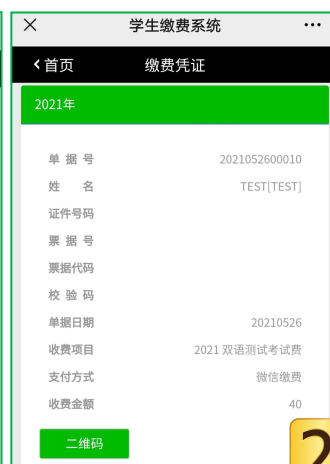 学生缴费系统
首页 缴费凭证
2021年
单据号 2021052600010
姓名 TEST[TEST]
证件号码
票据号
票据代码
校验码
单据日期 20210526
收费项目 2021 双语测试考试费
支付方式 微信缴费
收费金额 40
二维码
2